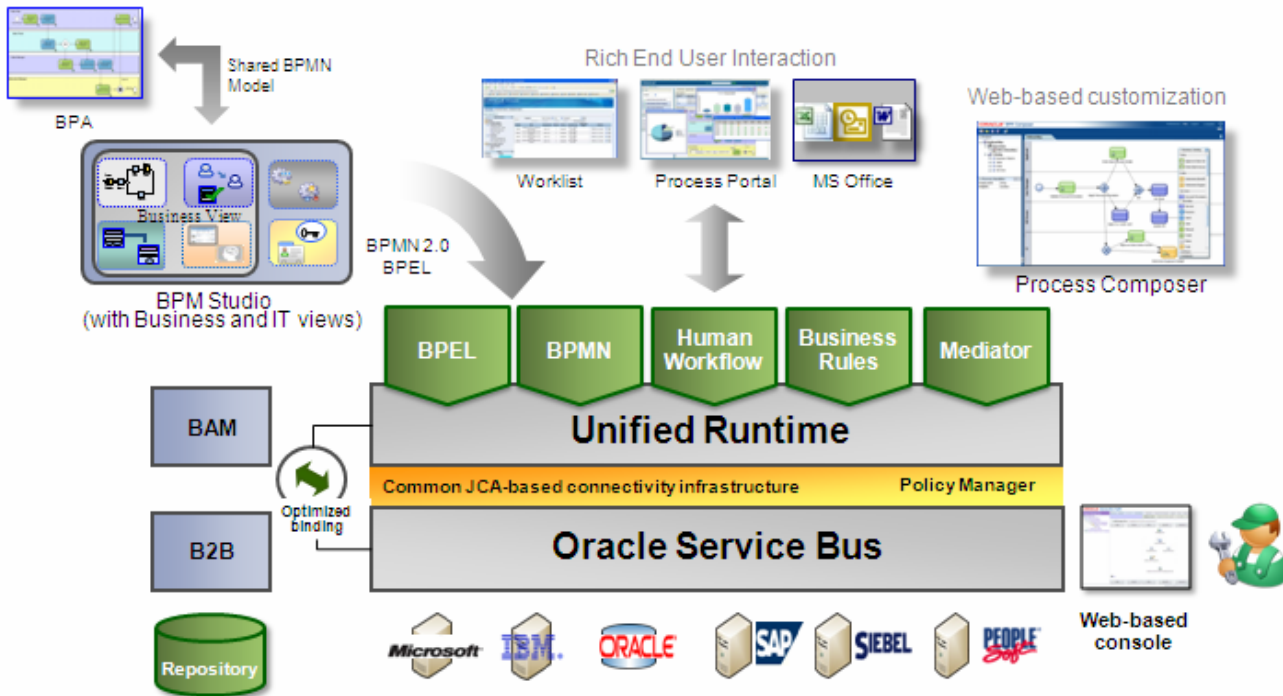 BPA
Shared BPMN
Model
Business View
BPM Studio
(with Business and IT views)
BPMN 2.0
BPEL
Rich End User Interaction
Worklist
Process Portal
MS Office
Web-based customization
ORACLE
Process Composer
BPEL
BPMN
Human
Workflow
Business
Rules
Mediator
BAM
Unified Runtime
Optimized
binding
Common JCA-based connectivity infrastructure
Policy Manager
B2B
Oracle Service Bus
Web-based
console
Repository
Microsoft
IBM.
ORACLE
SAP
SIEBEL
PEOPLE
Soft